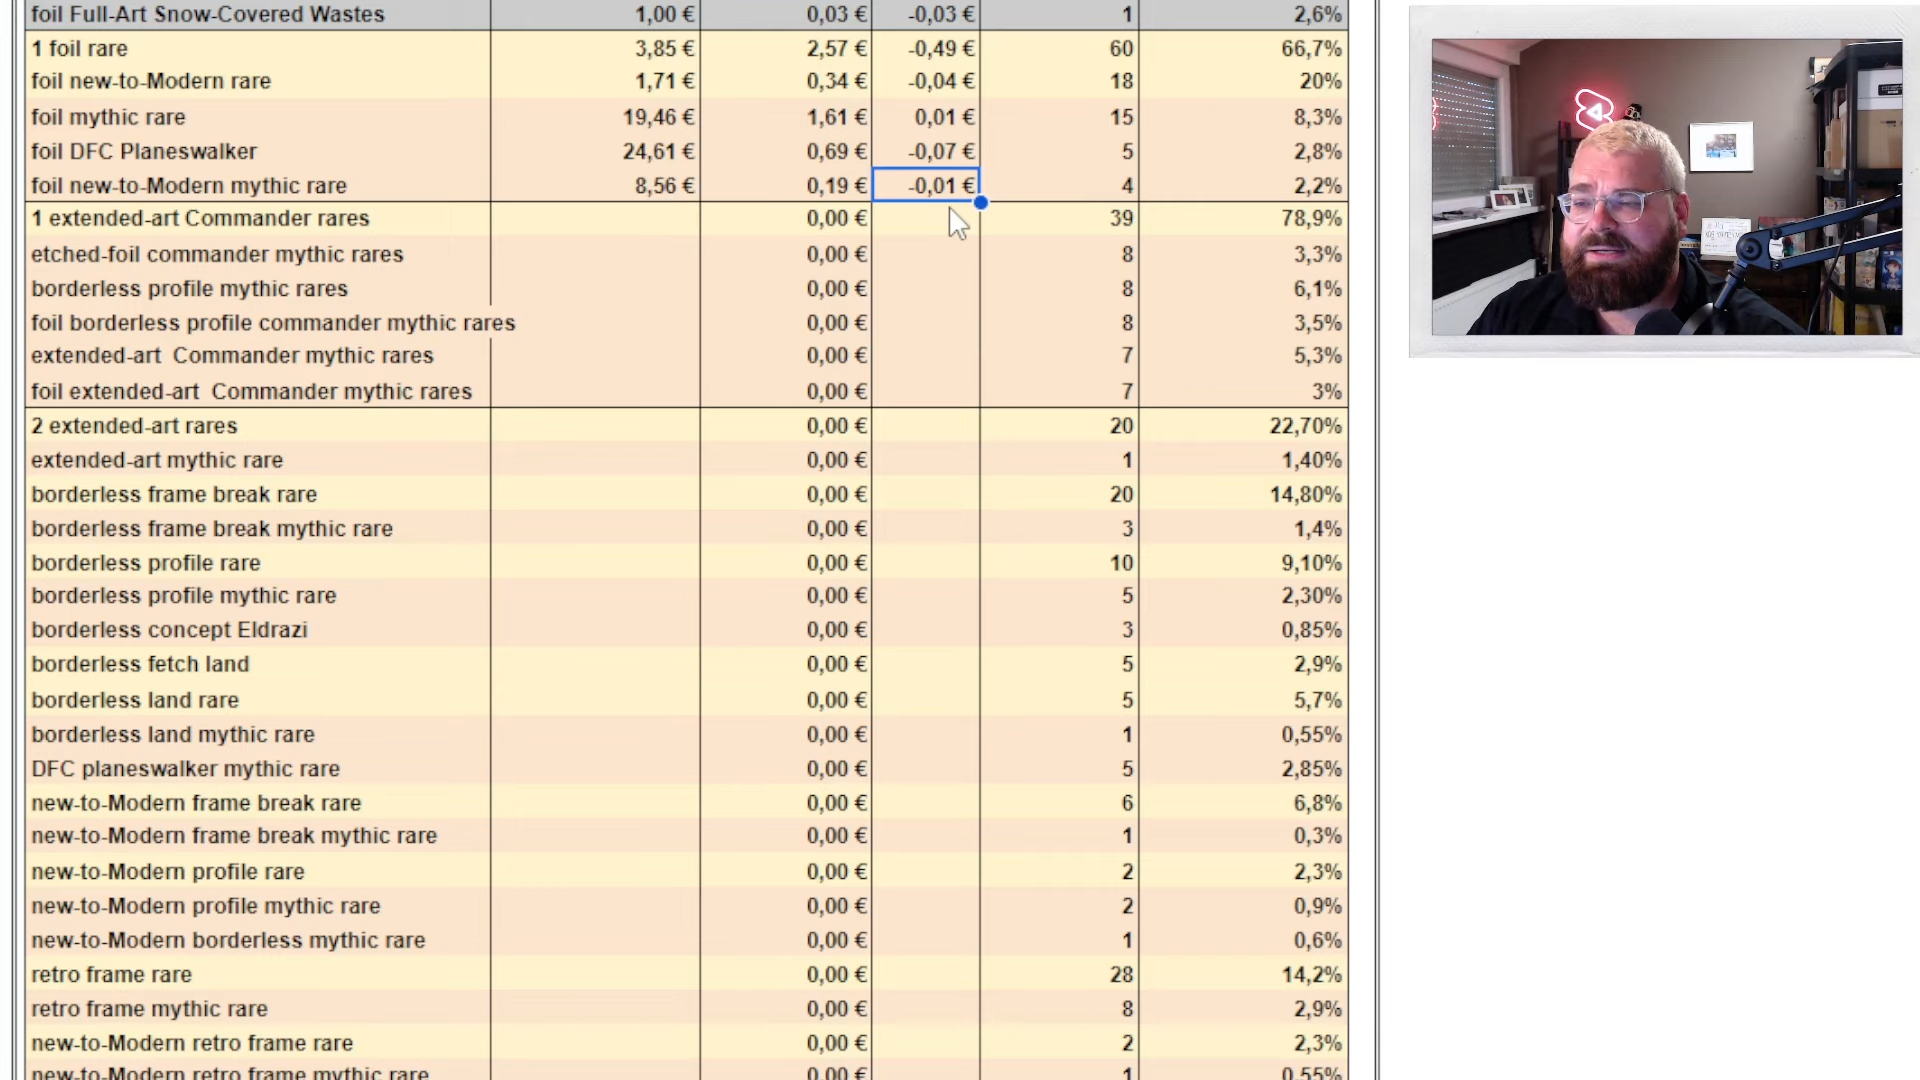 foil Full-Art Snow-Covered Wastes 1,00 € 0,03 € -0,03 € 1 2,6%
1 foil rare 3,85 € 2,57 € -0,49 € 60 66,7%
foil new-to-Modern rare 1,71 € 0,34 € -0,04 € 18 20%
foil mythic rare 19,46 € 1,61 € 0,01 € 15 8,3%
foil DFC Planeswalker 24,61 € 0,69 € -0,07 € 5 2,8%
foil new-to-Modern mythic rare 8,56 € 0,19 € -0,01 € 4 2,2%
1 extended-art Commander rares 0,00 € 39 78,9%
etched-foil commander mythic rares 0,00 € 8 3,3%
borderless profile mythic rares 0,00 € 8 6,1%
foil borderless profile commander mythic rares 0,00 € 8 3,5%
extended-art Commander mythic rares 0,00 € 7 5,3%
foil extended-art Commander mythic rares 0,00 € 7 3%
2 extended-art rares 0,00 € 20 22,70%
extended-art mythic rare 0,00 € 1 1,40%
borderless frame break rare 0,00 € 20 14,80%
borderless frame break mythic rare 0,00 € 3 1,4%
borderless profile rare 0,00 € 10 9,10%
borderless profile mythic rare 0,00 € 5 2,30%
borderless concept Eldrazi 0,00 € 3 0,85%
borderless fetch land 0,00 € 5 2,9%
borderless land rare 0,00 € 5 5,7%
borderless land mythic rare 0,00 € 1 0,55%
DFC planeswalker mythic rare 0,00 € 5 2,85%
new-to-Modern frame break rare 0,00 € 6 6,8%
new-to-Modern frame break mythic rare 0,00 € 1 0,3%
new-to-Modern profile rare 0,00 € 2 2,3%
new-to-Modern profile mythic rare 0,00 € 2 0,9%
new-to-Modern borderless mythic rare 0,00 € 1 0,6%
retro frame rare 0,00 € 28 14,2%
retro frame mythic rare 0,00 € 8 2,9%
new-to-Modern retro frame rare 0,00 € 2 2,3%
new-to-Modern retro frame mythic rare 0,00 € 1 0,55%